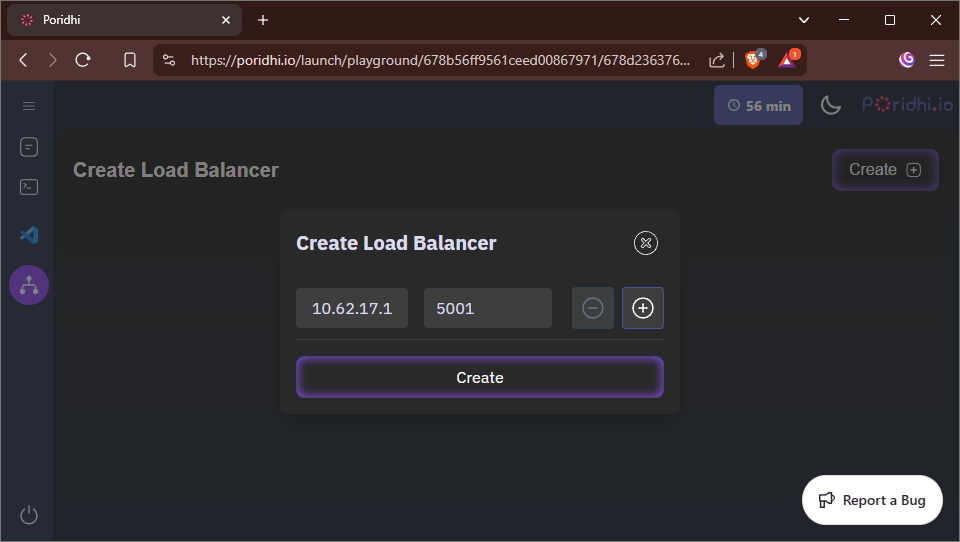 Poridhi
https://poridhi.io/launch/playground/678b56ff9561ceed00867971/678d236376...
4
1
56 min
Poridhi.io
Create Load Balancer
Create
Create Load Balancer
10.62.17.1
5001
Create
Report a Bug